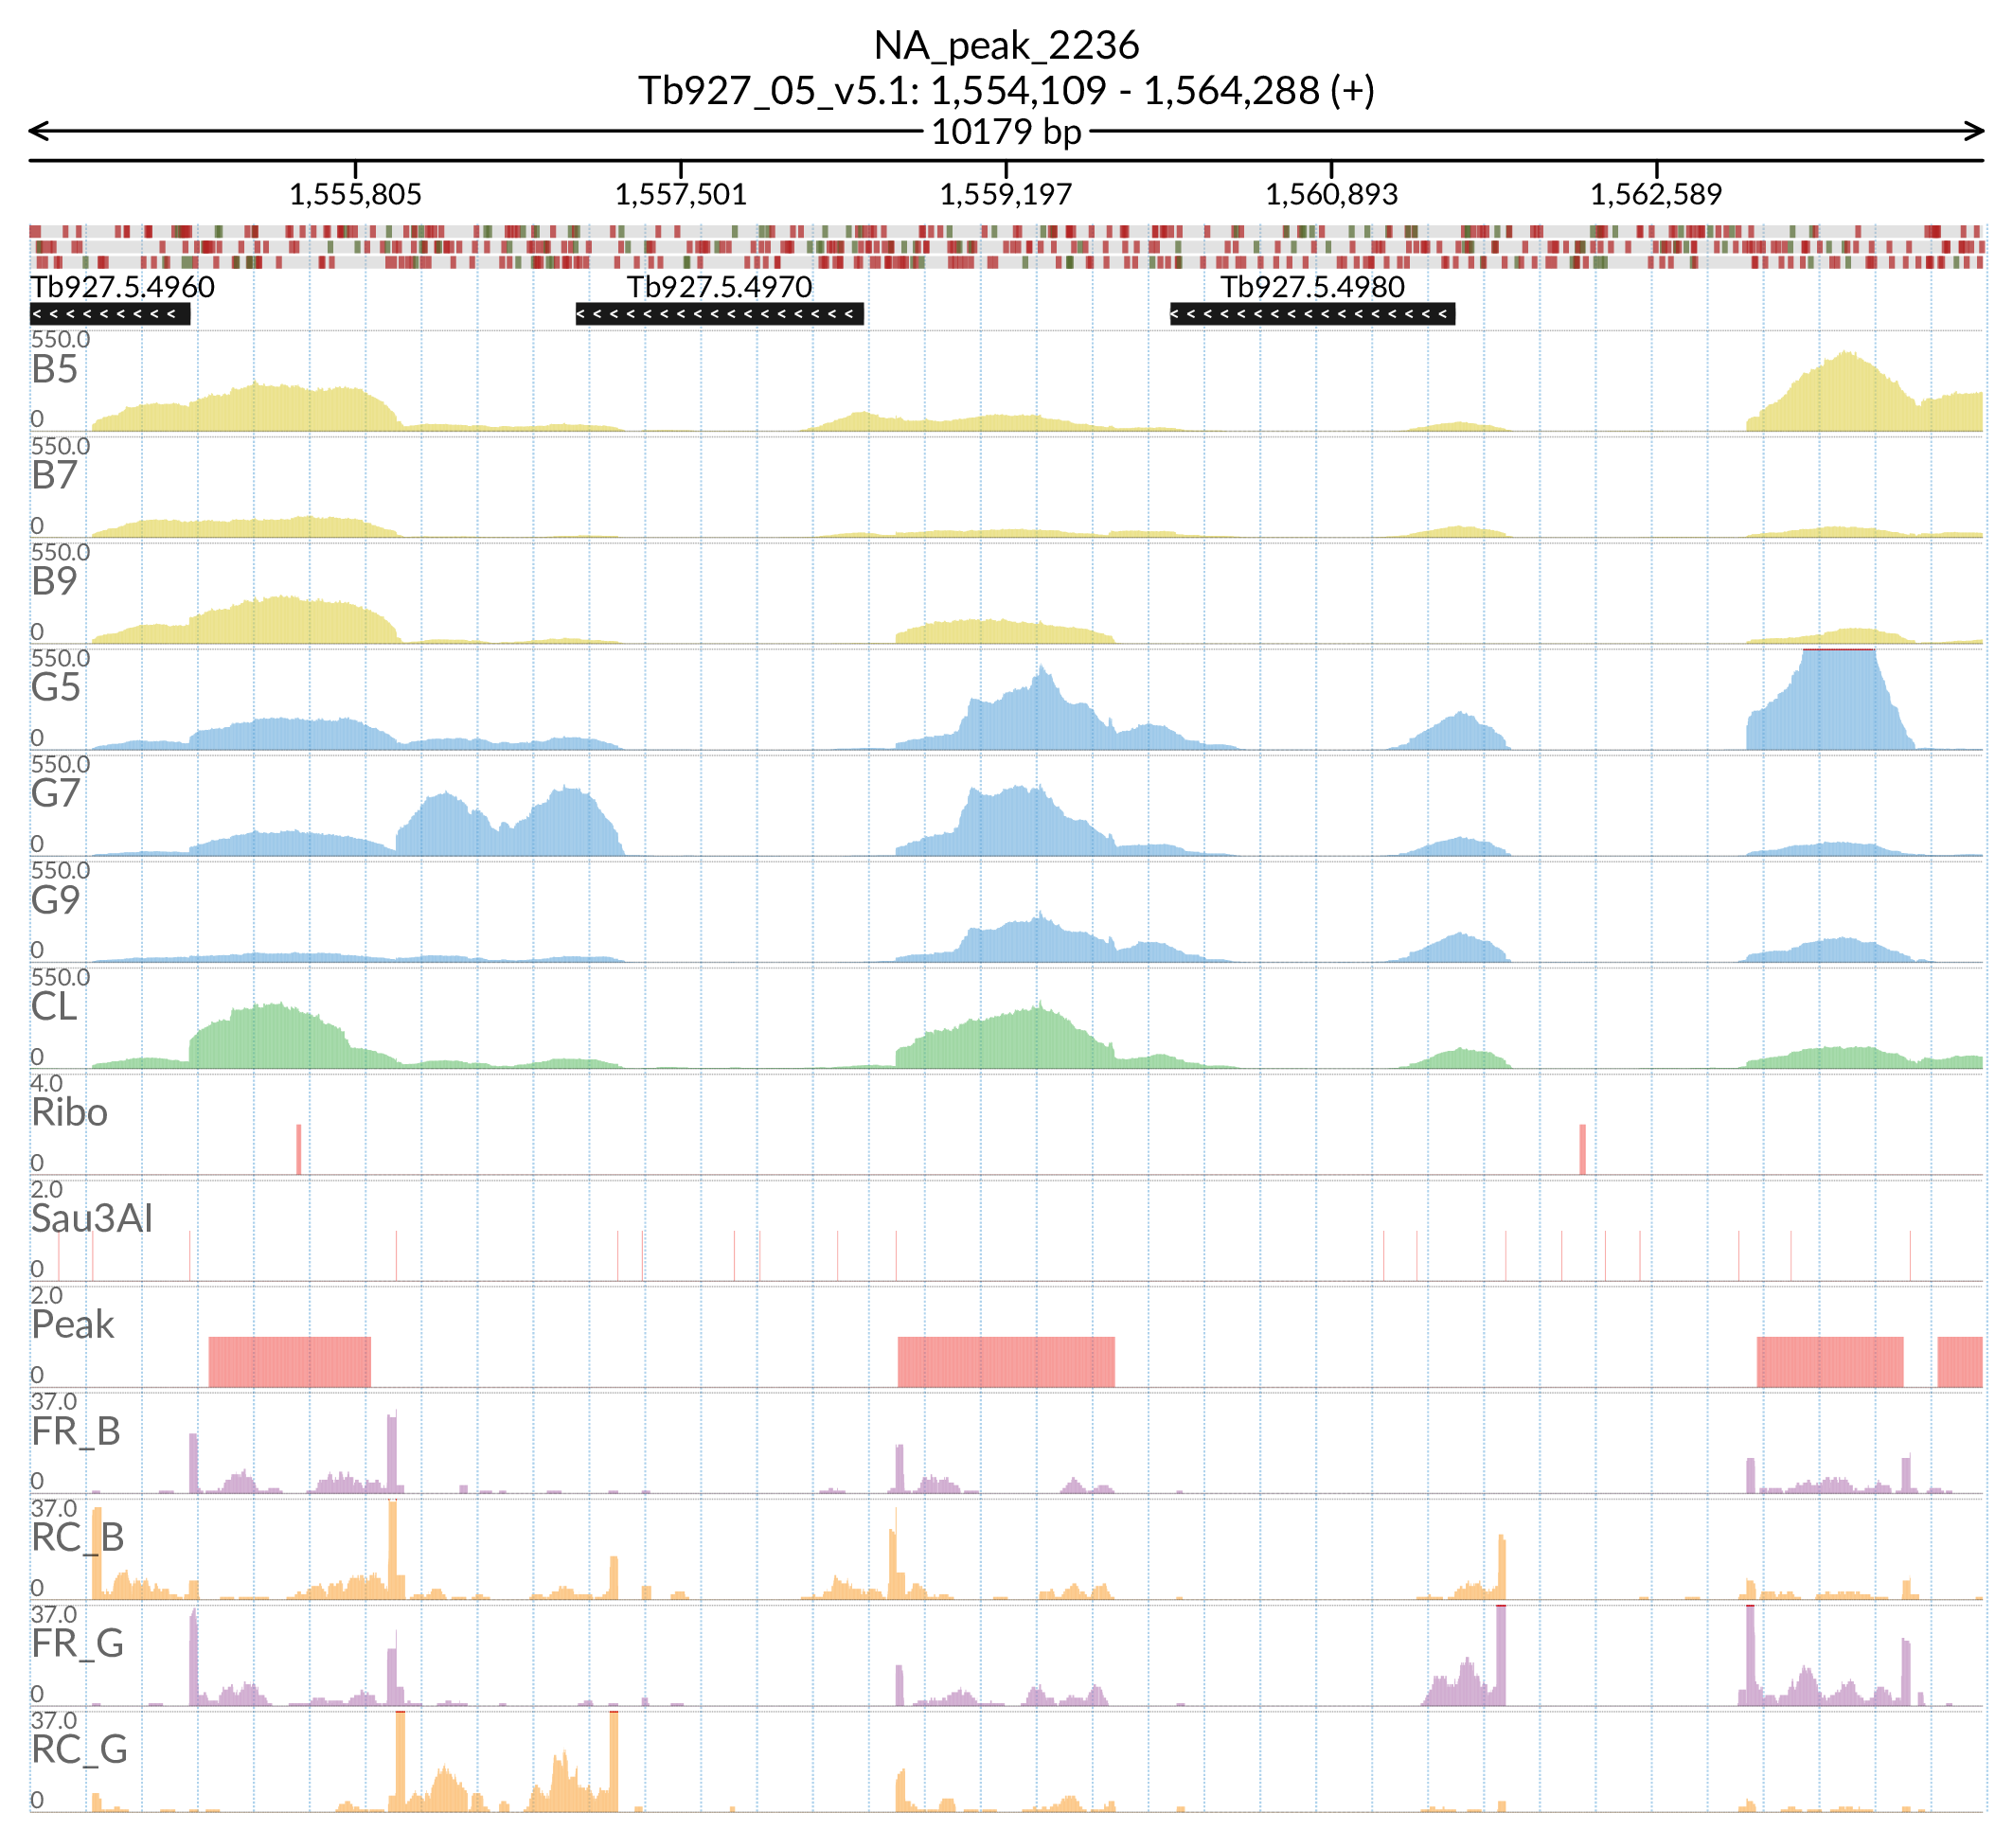 NA_peak_2236
Tb927_05_v5.1: 1,554,109 - 1,564,288 (+)
10179 bp
1,555,805 1,557,501 1,559,197 1,560,893 1,562,589
Tb927.5.4960 Tb927.5.4970 Tb927.5.4980
550.0
B5
0
550.0
B7
0
550.0
B9
0
550.0
G5
0
550.0
G7
0
550.0
G9
0
550.0
CL
0
4.0
Ribo
0
2.0
Sau3AI
0
2.0
Peak
0
37.0
FR_B
0
37.0
RC_B
0
37.0
FR_G
0
37.0
RC_G
0